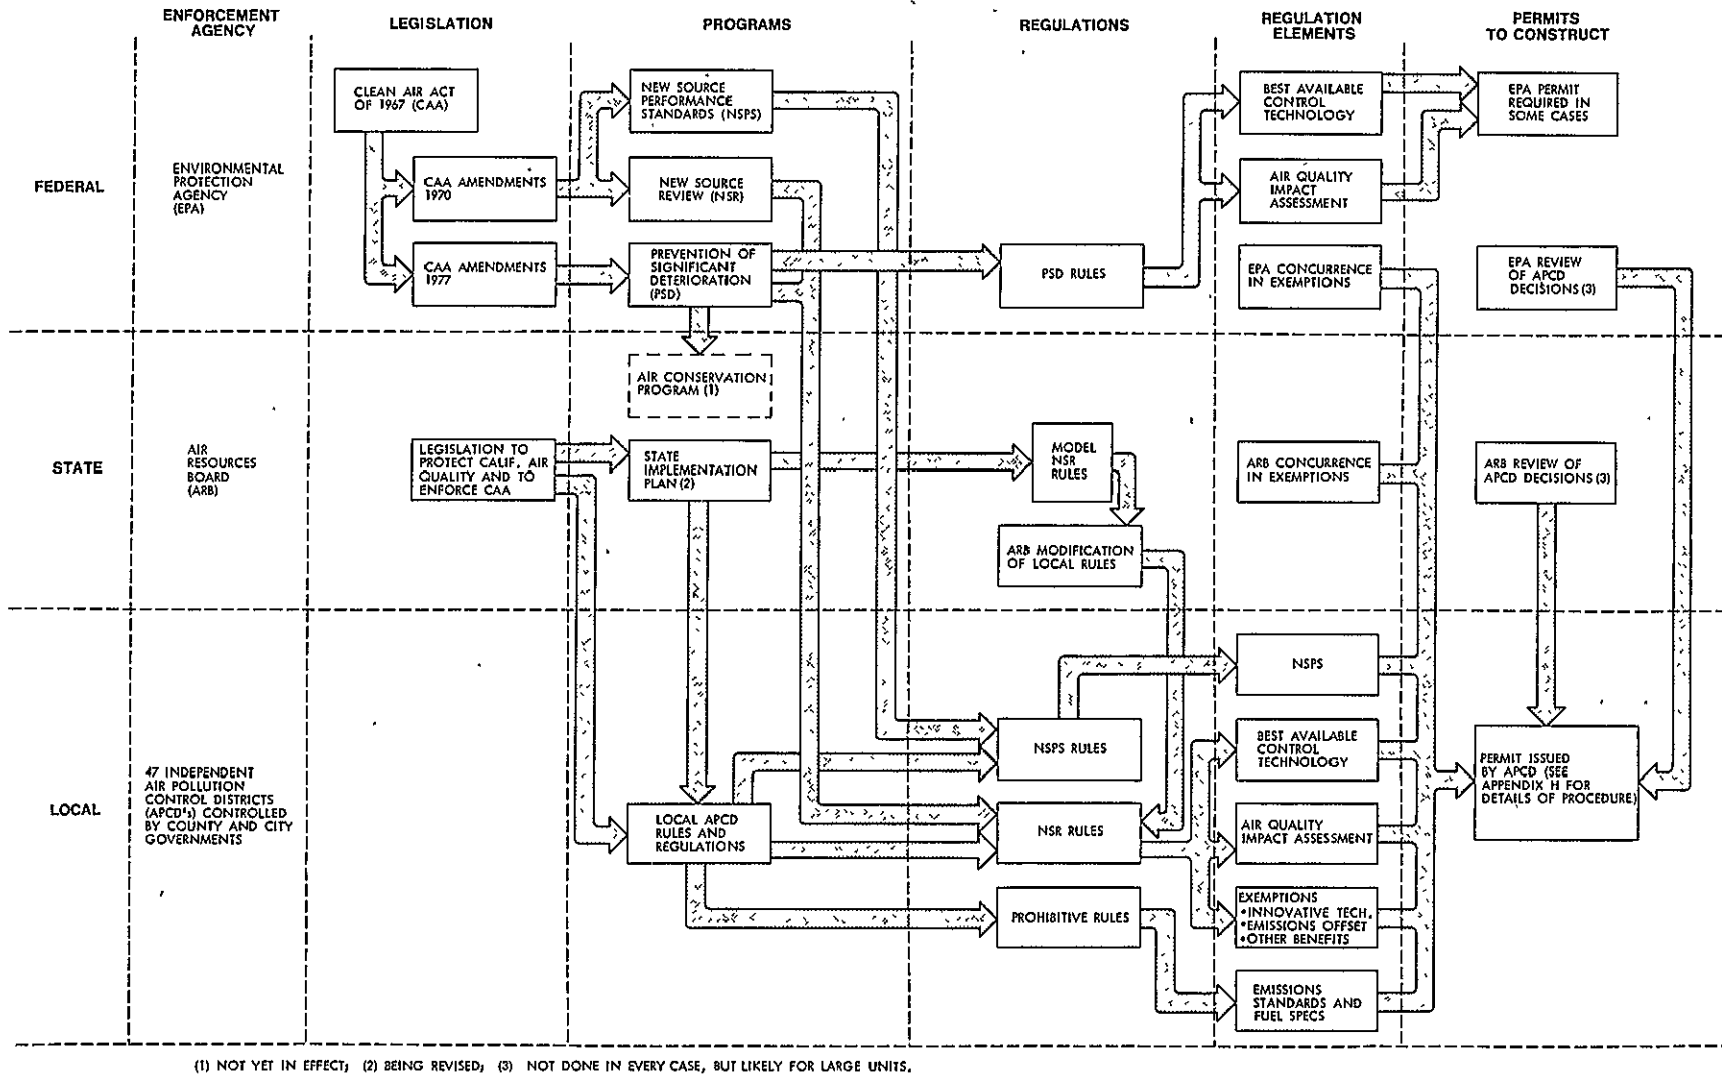 ENFORCEMENT
AGENCY
LEGISLATION
PROGRAMS
REGULATIONS
REGULATION
ELEMENTS
PERMITS
TO CONSTRUCT
FEDERAL
ENVIRONMENTAL
PROTECTION
AGENCY
(EPA)
CLEAN AIR ACT
OF 1967 (CAA)
CAA AMENDMENTS
1970
CAA AMENDMENTS
1977
NEW SOURCE
PERFORMANCE
STANDARDS (NSPS)
NEW SOURCE
REVIEW (NSR)
PREVENTION OF
SIGNIFICANT
DETERIORATION
(PSD)
PSD RULES
BEST AVAILABLE
CONTROL
TECHNOLOGY
AIR QUALITY
IMPACT
ASSESSMENT
EPA CONCURRENCE
IN EXEMPTIONS
EPA PERMIT
REQUIRED IN
SOME CASES
EPA REVIEW
OF APCD
DECISIONS (3)
STATE
AIR
RESOURCES
BOARD
(ARB)
LEGISLATION TO
PROTECT CALIF. AIR
QUALITY AND TO
ENFORCE CAA
AIR CONSERVATION
PROGRAM (1)
STATE
IMPLEMENTATION
PLAN (2)
MODEL
NSR
RULES
ARB MODIFICATION
OF LOCAL RULES
ARB CONCURRENCE
IN EXEMPTIONS
ARB REVIEW OF
APCD DECISIONS (3)
LOCAL
47 INDEPENDENT
AIR POLLUTION
CONTROL DISTRICTS
(APCD's) CONTROLLED
BY COUNTY AND CITY
GOVERNMENTS
LOCAL APCD
RULES AND
REGULATIONS
NSPS RULES
NSR RULES
PROHIBITIVE RULES
NSPS
BEST AVAILABLE
CONTROL
TECHNOLOGY
AIR QUALITY
IMPACT ASSESSMENT
EXEMPTIONS
•INNOVATIVE TECH.
•EMISSIONS OFFSET
•OTHER BENEFITS
EMISSIONS
STANDARDS AND
FUEL SPECS
PERMIT ISSUED
BY APCD (SEE
APPENDIX H FOR
DETAILS OF PROCEDURE)
(1) NOT YET IN EFFECT; (2) BEING REVISED; (3) NOT DONE IN EVERY CASE, BUT LIKELY FOR LARGE UNITS.